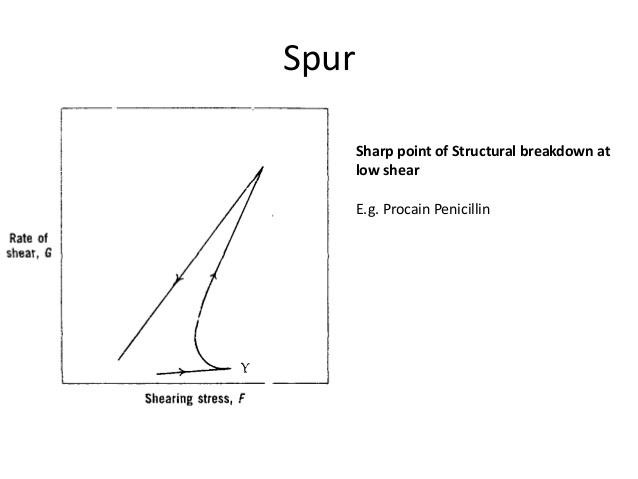 Spur
Sharp point of Structural breakdown at
low shear
E.g. Procain Penicillin
Rate of
shear, G
Y
Shearing stress, F